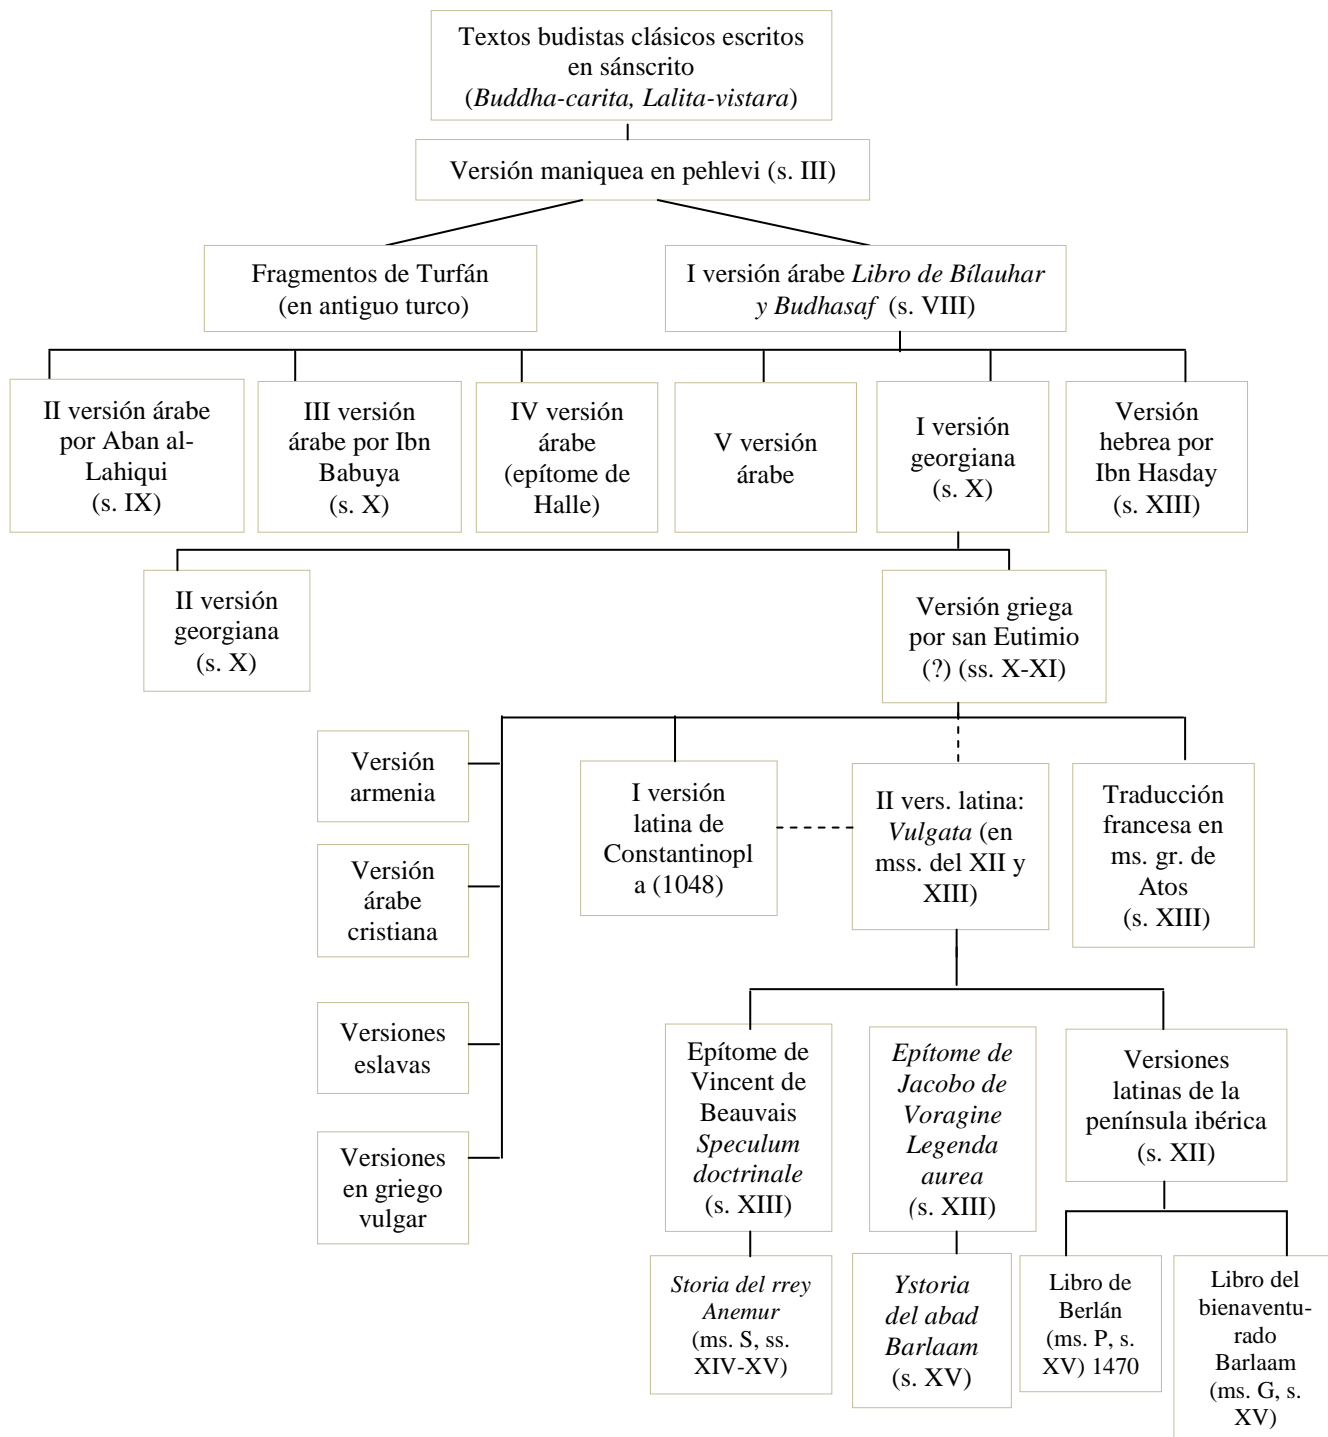 Textos budistas clásicos escritos
en sánscrito
(Buddha-carita, Lalita-vistara)
Versión maniquea en pehlevi (s. III)
Fragmentos de Turfán
(en antiguo turco)
I versión árabe Libro de Bílauhar
y Budhasaf (s. VIII)
II versión árabe
por Aban al-
Lahiqui
(s. IX)
III versión
árabe por Ibn
Babuya
(s. X)
IV versión
árabe
(epítome de
Halle)
V versión
árabe
I versión
georgiana
(s. X)
Versión
hebrea por
Ibn Hasday
(s. XIII)
II versión
georgiana
(s. X)
Versión griega
por san Eutimio
(?) (ss. X-XI)
Versión
armenia
Versión
árabe
cristiana
Versiones
eslavas
Versiones
en griego
vulgar
I versión
latina de
Constantinopl
a (1048)
II vers. latina:
Vulgata (en
mss. del XII y
XIII)
Traducción
francesa en
ms. gr. de
Atos
(s. XIII)
Epítome de
Vincent de
Beauvais
Speculum
doctrinale
(s. XIII)
Epítome de
Jacobo de
Voragine
Legenda
aurea
(s. XIII)
Versiones
latinas de la
península ibérica
(s. XII)
Storia del rrey
Anemur
(ms. S, ss.
XIV-XV)
Ystoria
del abad
Barlaam
(s. XV)
Libro de
Berlán
(ms. P, s.
XV) 1470
Libro del
bienaventu-
rado
Barlaam
(ms. G, s.
XV)